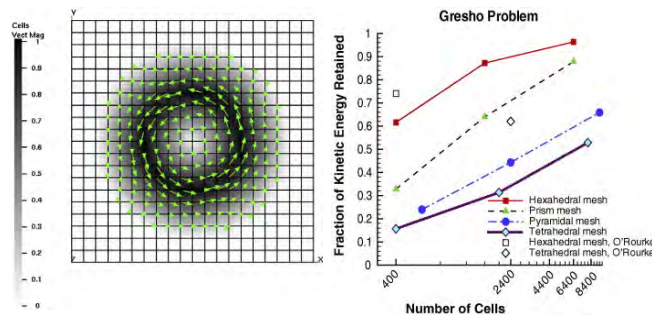 Cells
Vect Mag
1
0.9
0.8
0.7
0.6
0.5
0.4
0.3
0.2
0.1
0
Y
Z
X
Gresho Problem
Fraction of Kinetic Energy Retained
1
0.9
0.8
0.7
0.6
0.5
0.4
0.3
0.2
0.1
0
Hexahedral mesh
Prism mesh
Pyramidal mesh
Tetrahedral mesh
Hexahedral mesh, O'Rourke
Tetrahedral mesh, O'Rourke
400
2400
4400
6400
8400
Number of Cells